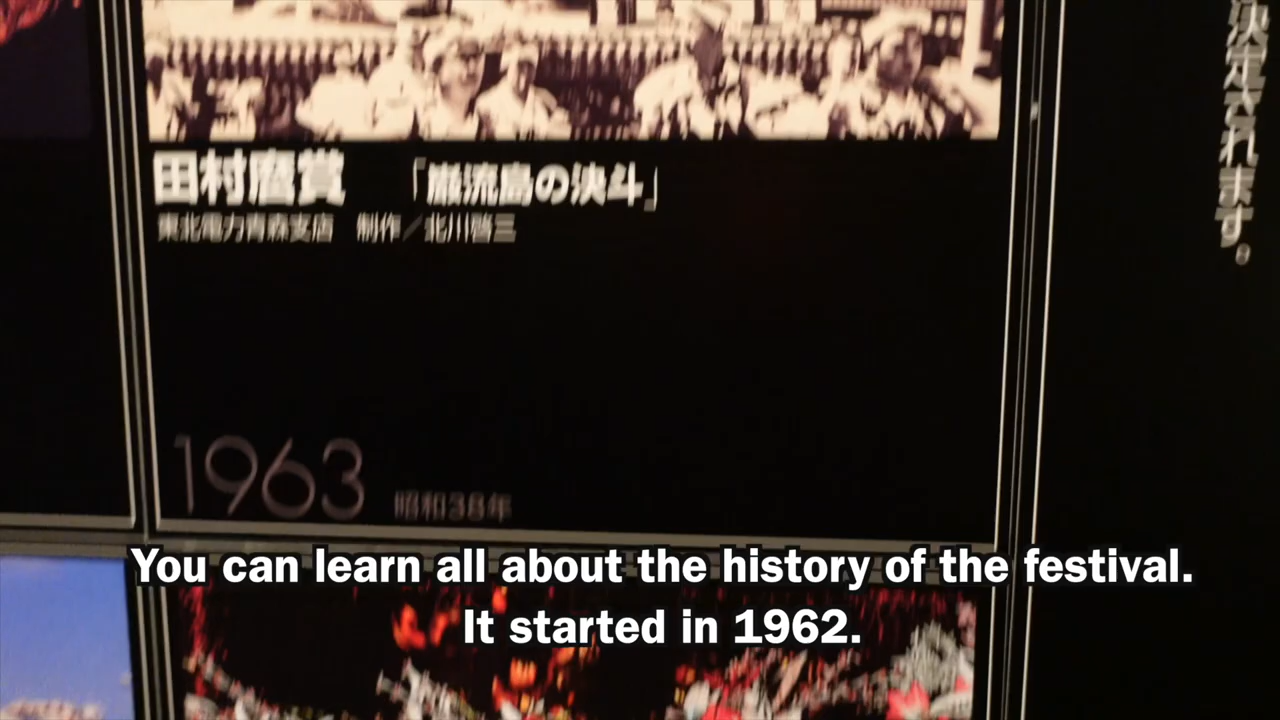 田村麿賞 「巌流島の決斗」
東北電力青森支店 制作／北川啓三
1963 昭和38年
決定されます。
You can learn all about the history of the festival.
It started in 1962.